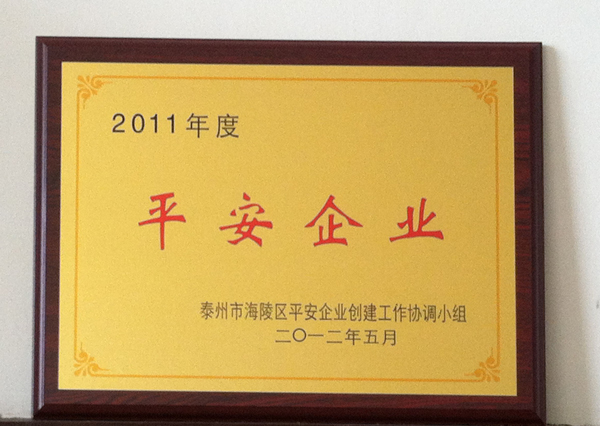 2011年度
平安企业
泰州市海陵区平安企业创建工作协调小组
二〇一二年五月